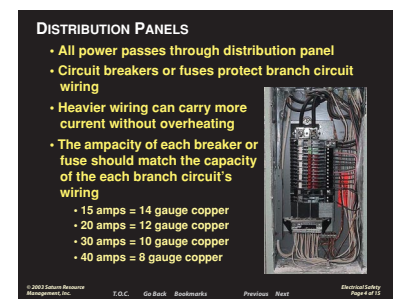 DISTRIBUTION PANELS
• All power passes through distribution panel
• Circuit breakers or fuses protect branch circuit
wiring
• Heavier wiring can carry more
current without overheating
• The ampacity of each breaker or
fuse should match the capacity
of the each branch circuit's
wiring
• 15 amps = 14 gauge copper
• 20 amps = 12 gauge copper
• 30 amps = 10 gauge copper
• 40 amps = 8 gauge copper
© 2003 Saturn Resource
Management, Inc.
T.O.C. Go Back Bookmarks Previous Next
Electrical Safety
Page 4 of 15